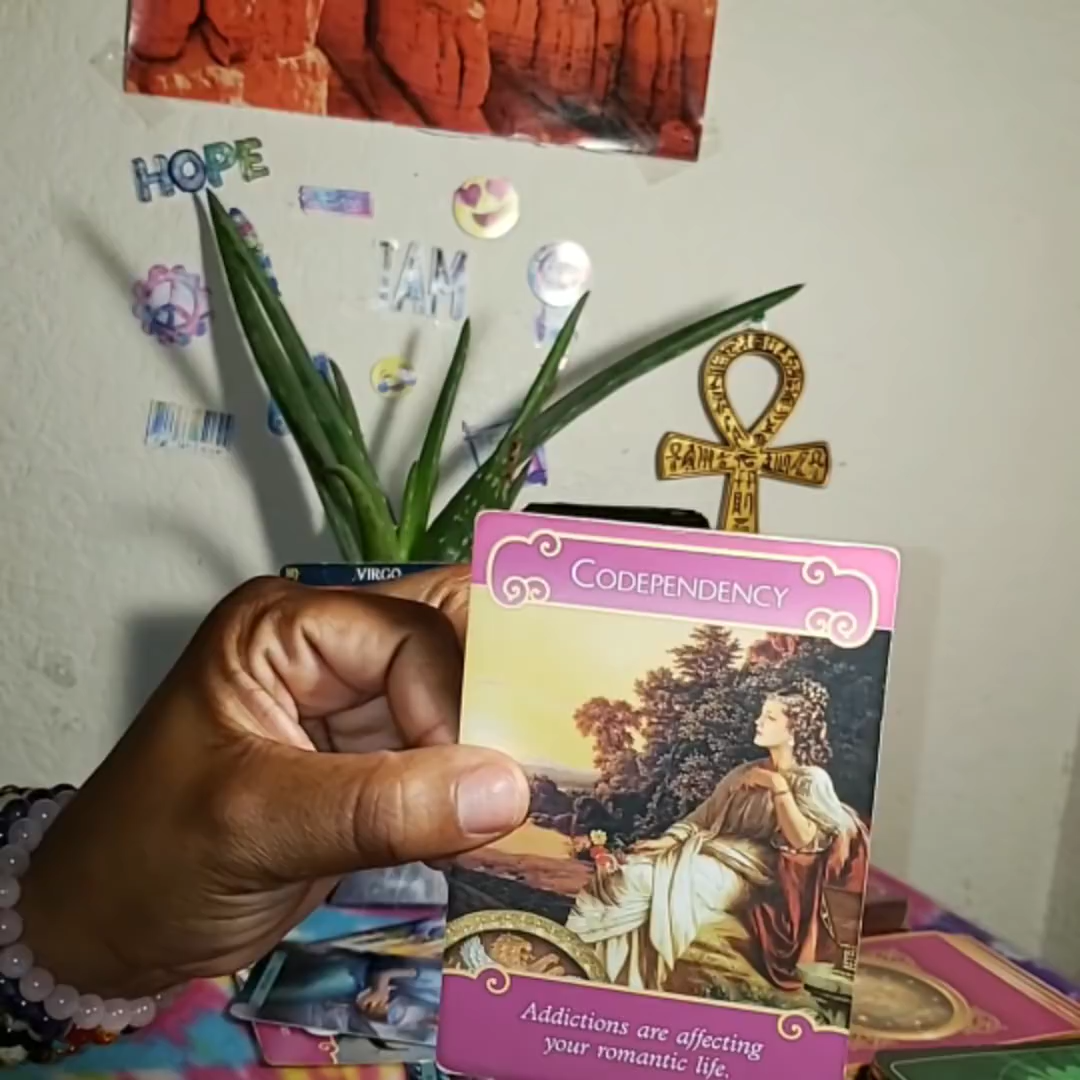 HOPE
I AM
VIRGO
CODEPENDENCY
Addictions are affecting
your romantic life.